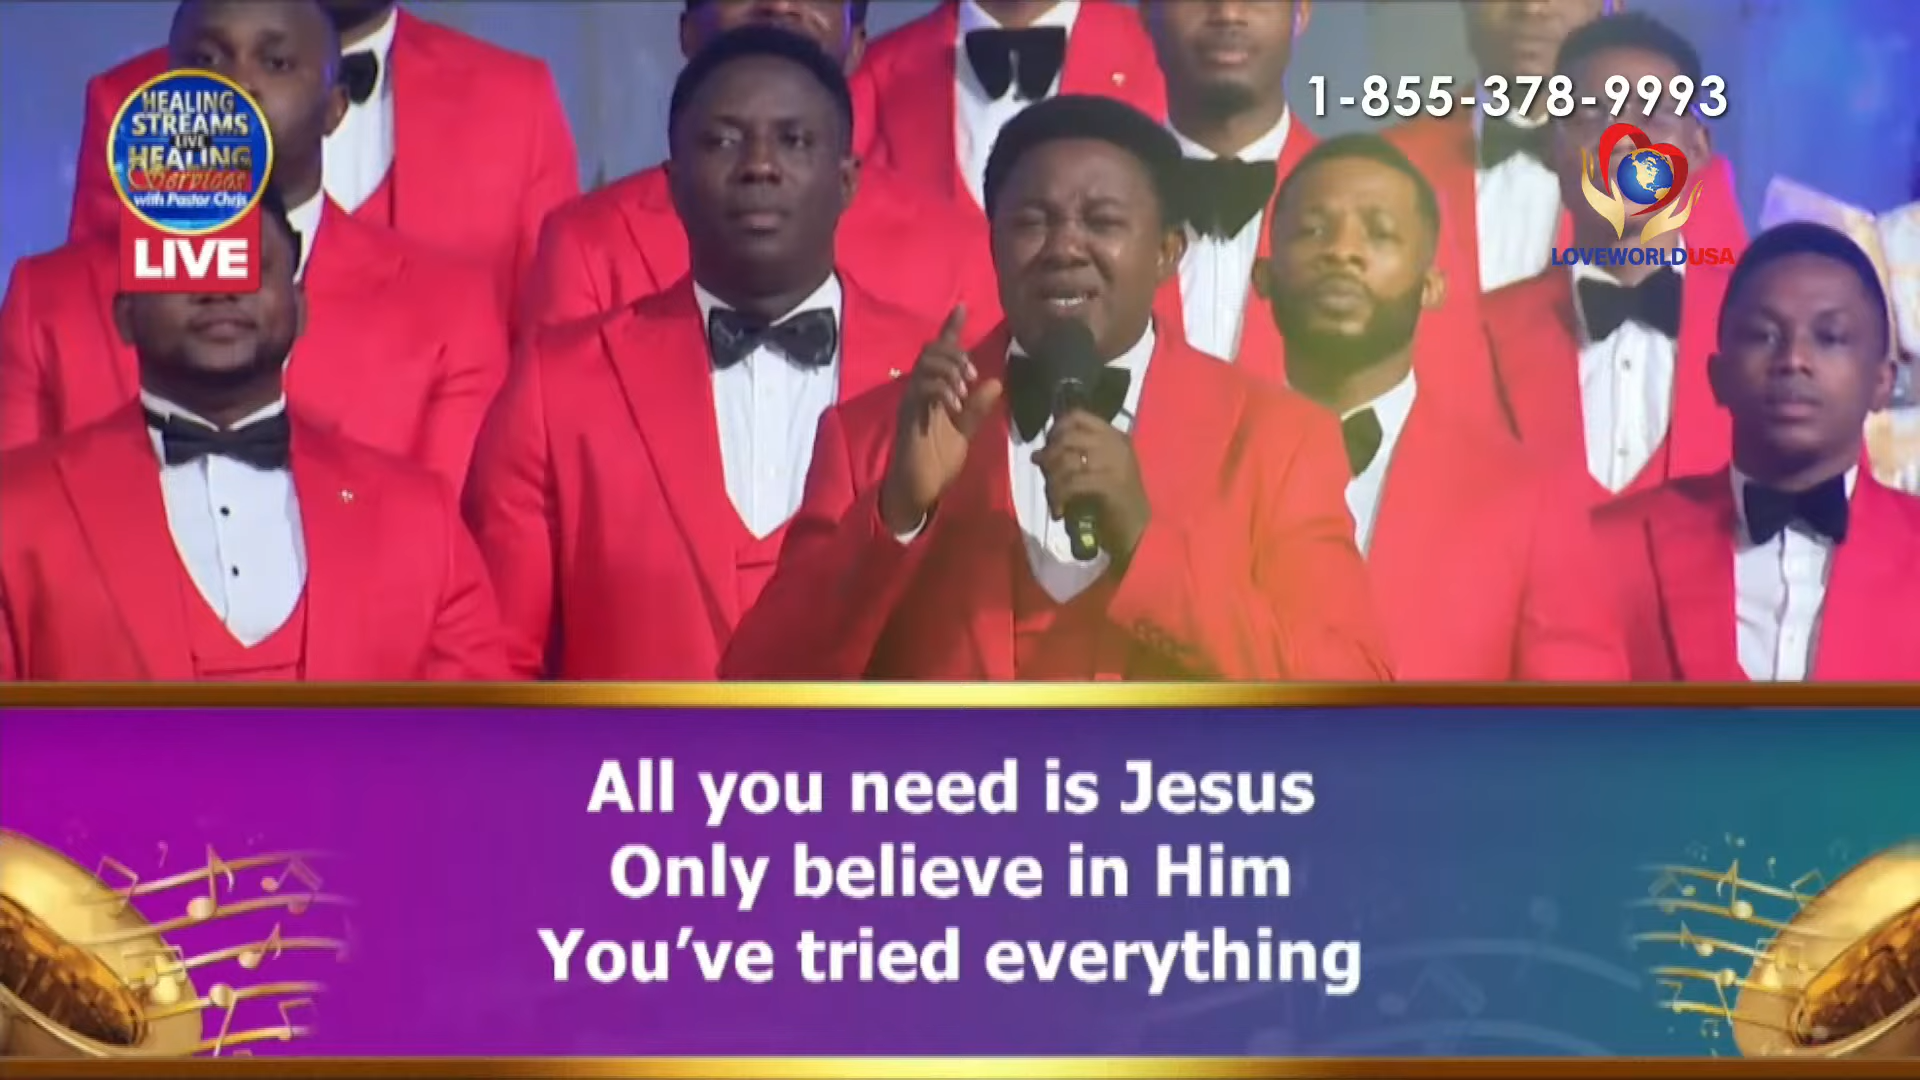 HEALING
STREAMS
LIVE
HEALING
Services
with Pastor Chris
LIVE
1-855-378-9993
LOVEWORLDUSA
All you need is Jesus
Only believe in Him
You've tried everything